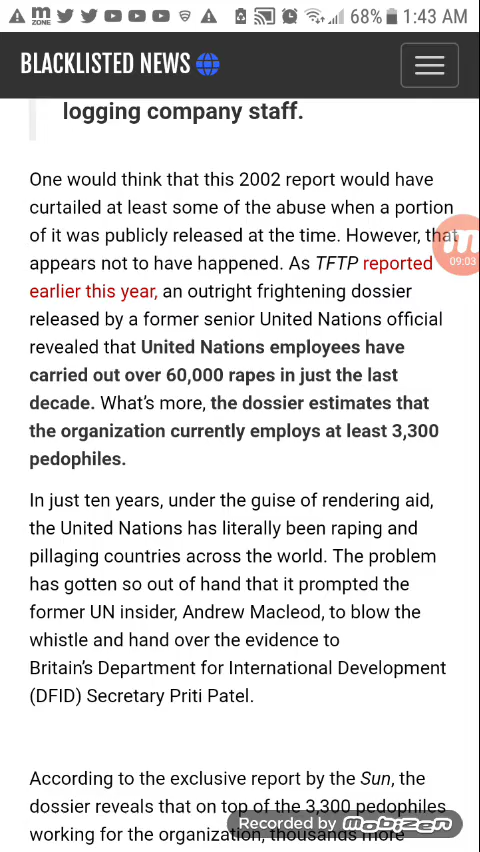 m
ZONE
68%
1:43 AM
BLACKLISTED NEWS
logging company staff.
One would think that this 2002 report would have
curtailed at least some of the abuse when a portion
of it was publicly released at the time. However, that
appears not to have happened. As TFTP reported
earlier this year, an outright frightening dossier
released by a former senior United Nations official
revealed that United Nations employees have
carried out over 60,000 rapes in just the last
decade. What's more, the dossier estimates that
the organization currently employs at least 3,300
pedophiles.
m
09:03
In just ten years, under the guise of rendering aid,
the United Nations has literally been raping and
pillaging countries across the world. The problem
has gotten so out of hand that it prompted the
former UN insider, Andrew Macleod, to blow the
whistle and hand over the evidence to
Britain's Department for International Development
(DFID) Secretary Priti Patel.
According to the exclusive report by the Sun, the
dossier reveals that on top of the 3,300 pedophiles
working for the organization, thousands more
Recorded by Mobizen